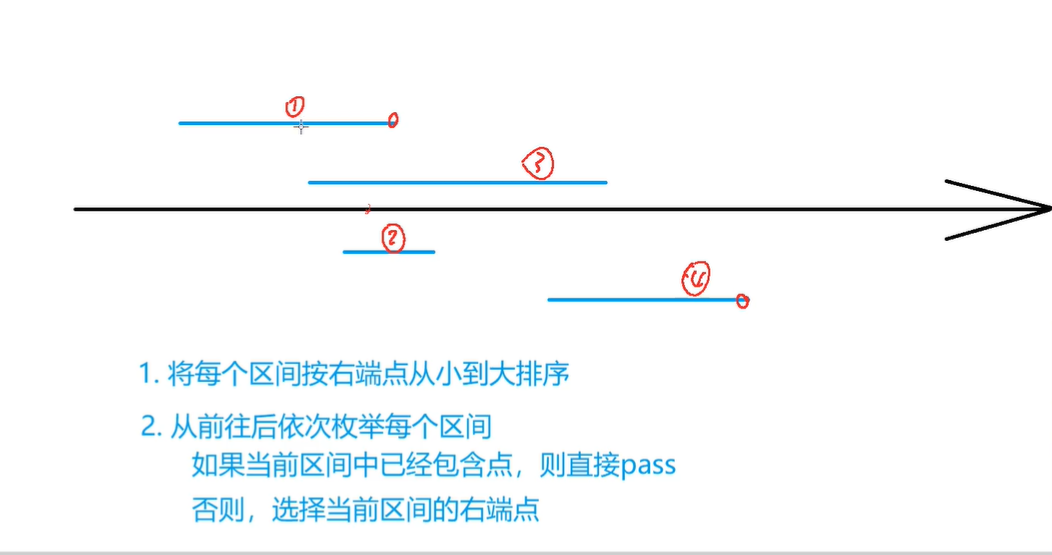 ①
③
②
④
1. 将每个区间按右端点从小到大排序
2. 从前往后依次枚举每个区间
如果当前区间中已经包含点，则直接pass
否则，选择当前区间的右端点